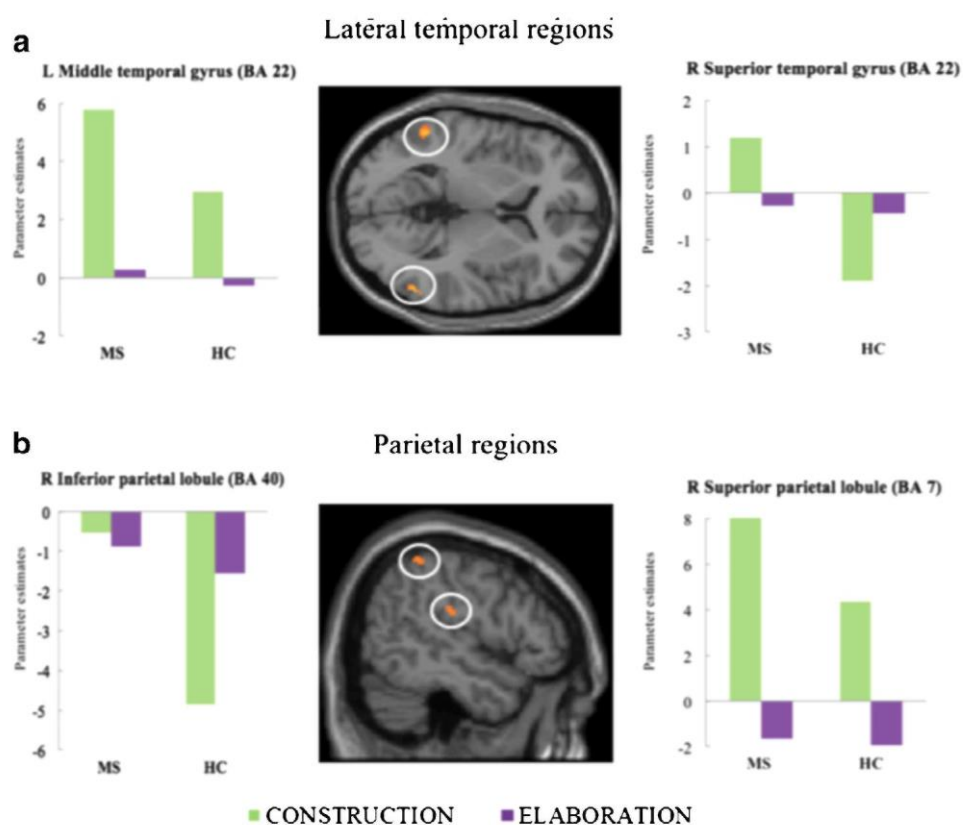 a
Lateral temporal regions
L Middle temporal gyrus (BA 22)
Parameter estimates
6
4
2
0
-2
MS HC
R Superior temporal gyrus (BA 22)
Parameter estimates
2
1
0
-1
-2
-3
MS HC
b
Parietal regions
R Inferior parietal lobule (BA 40)
Parameter estimates
0
-1
-2
-3
-4
-5
-6
MS HC
R Superior parietal lobule (BA 7)
Parameter estimates
8
6
4
2
0
-2
MS HC
CONSTRUCTION ELABORATION